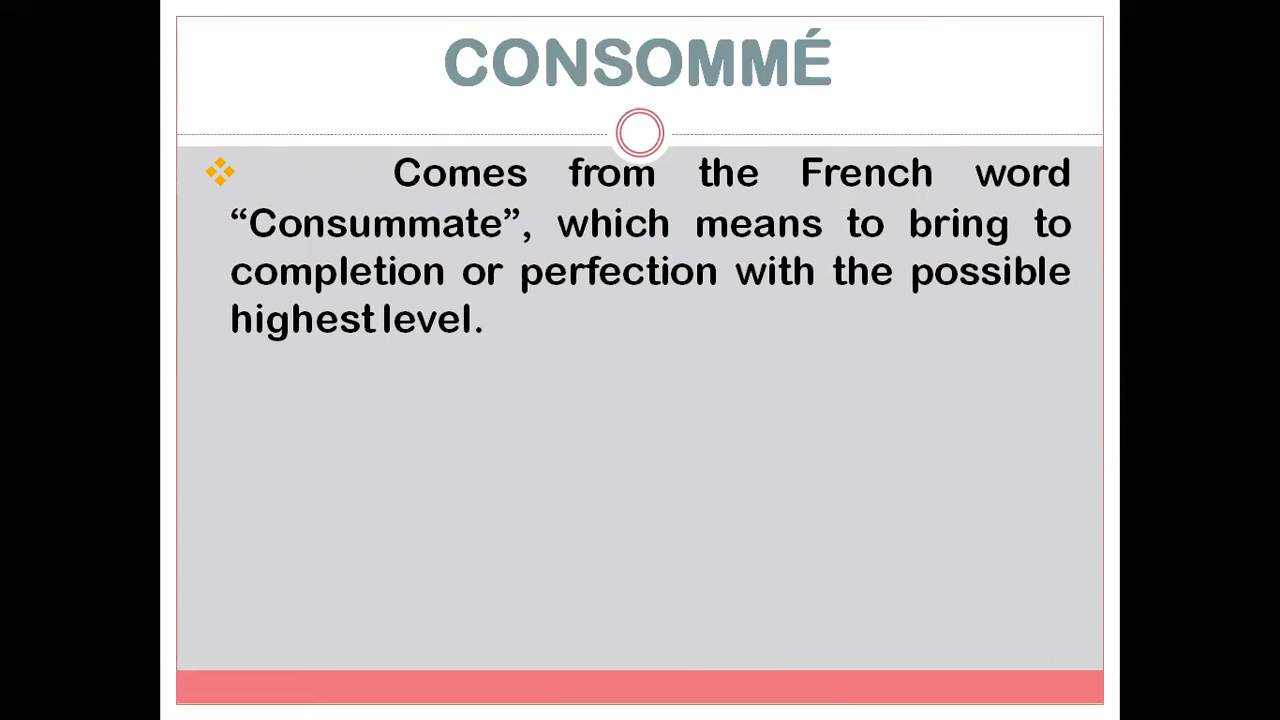 CONSOMMÉ
❖ Comes from the French word
“Consummate”, which means to bring to
completion or perfection with the possible
highest level.